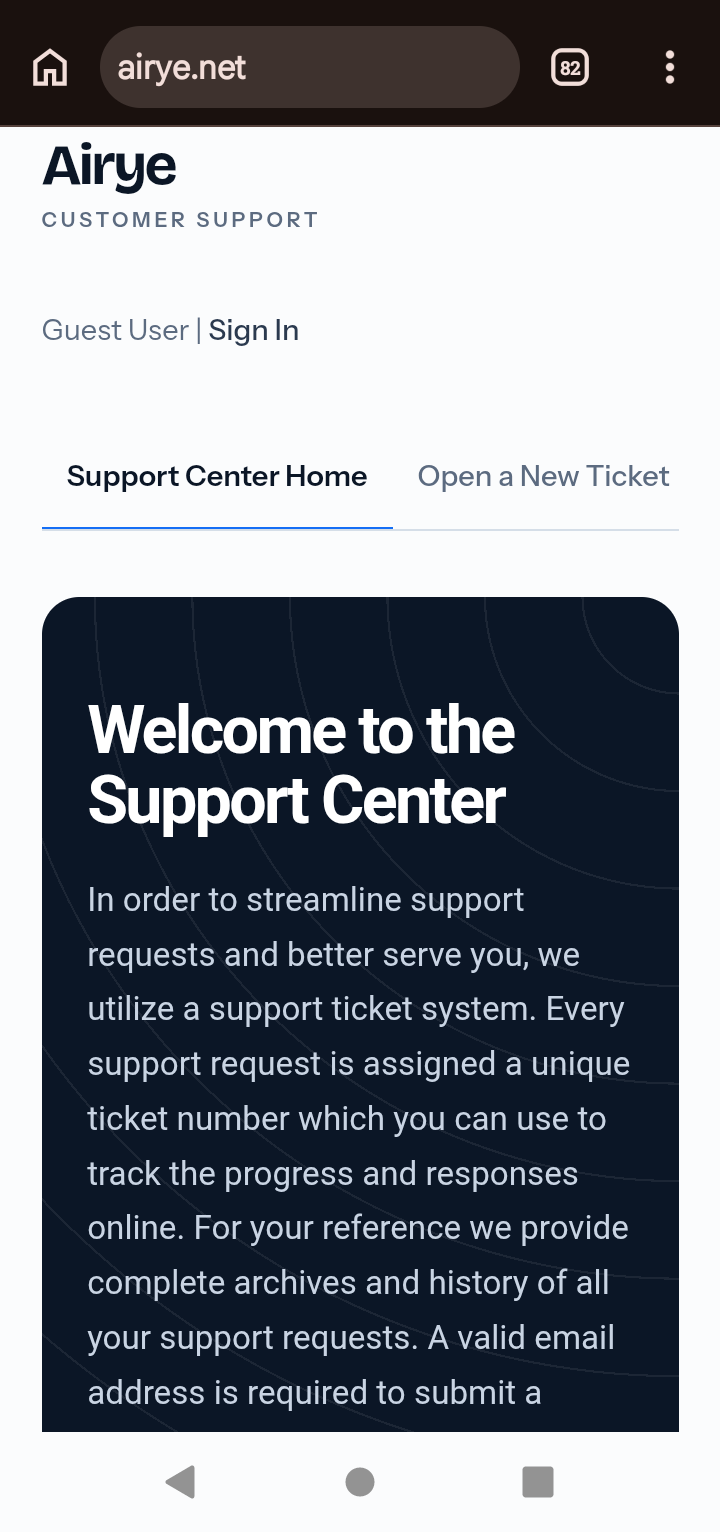 airye.net
82
Airye
CUSTOMER SUPPORT
Guest User | Sign In
Support Center Home
Open a New Ticket
Welcome to the
Support Center
In order to streamline support
requests and better serve you, we
utilize a support ticket system. Every
support request is assigned a unique
ticket number which you can use to
track the progress and responses
online. For your reference we provide
complete archives and history of all
your support requests. A valid email
address is required to submit a